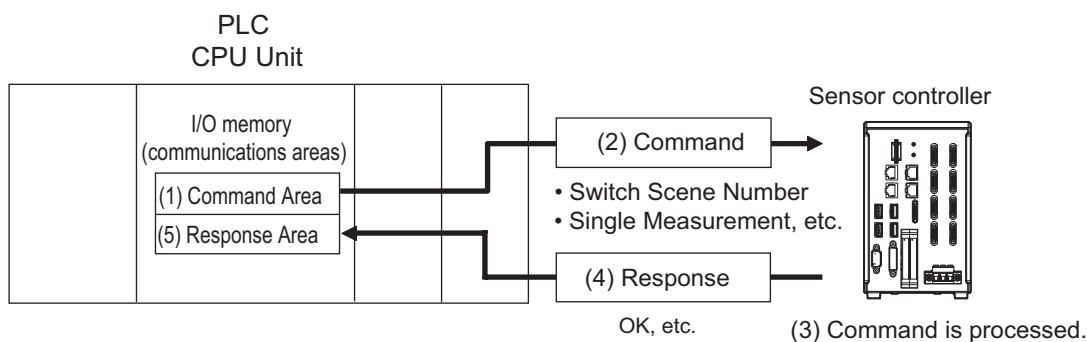 PLC
CPU Unit
Sensor controller
I/O memory
(communications areas)
(1) Command Area
(5) Response Area
(2) Command
• Switch Scene Number
• Single Measurement, etc.
(4) Response
OK, etc.
(3) Command is processed.